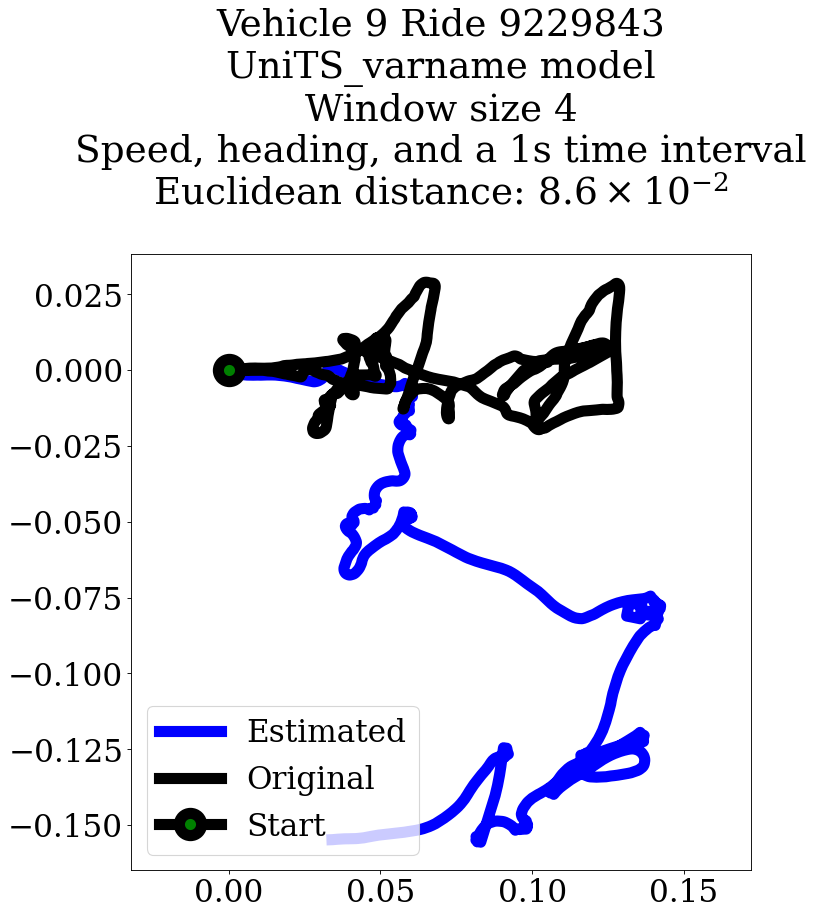 Vehicle 9 Ride 9229843
UniTS_varname model
Window size 4
Speed, heading, and a 1s time interval
Euclidean distance: 8.6 × 10⁻²
0.025
0.000
−0.025
−0.050
−0.075
−0.100
−0.125
−0.150
Estimated
Original
Start
0.00 0.05 0.10 0.15